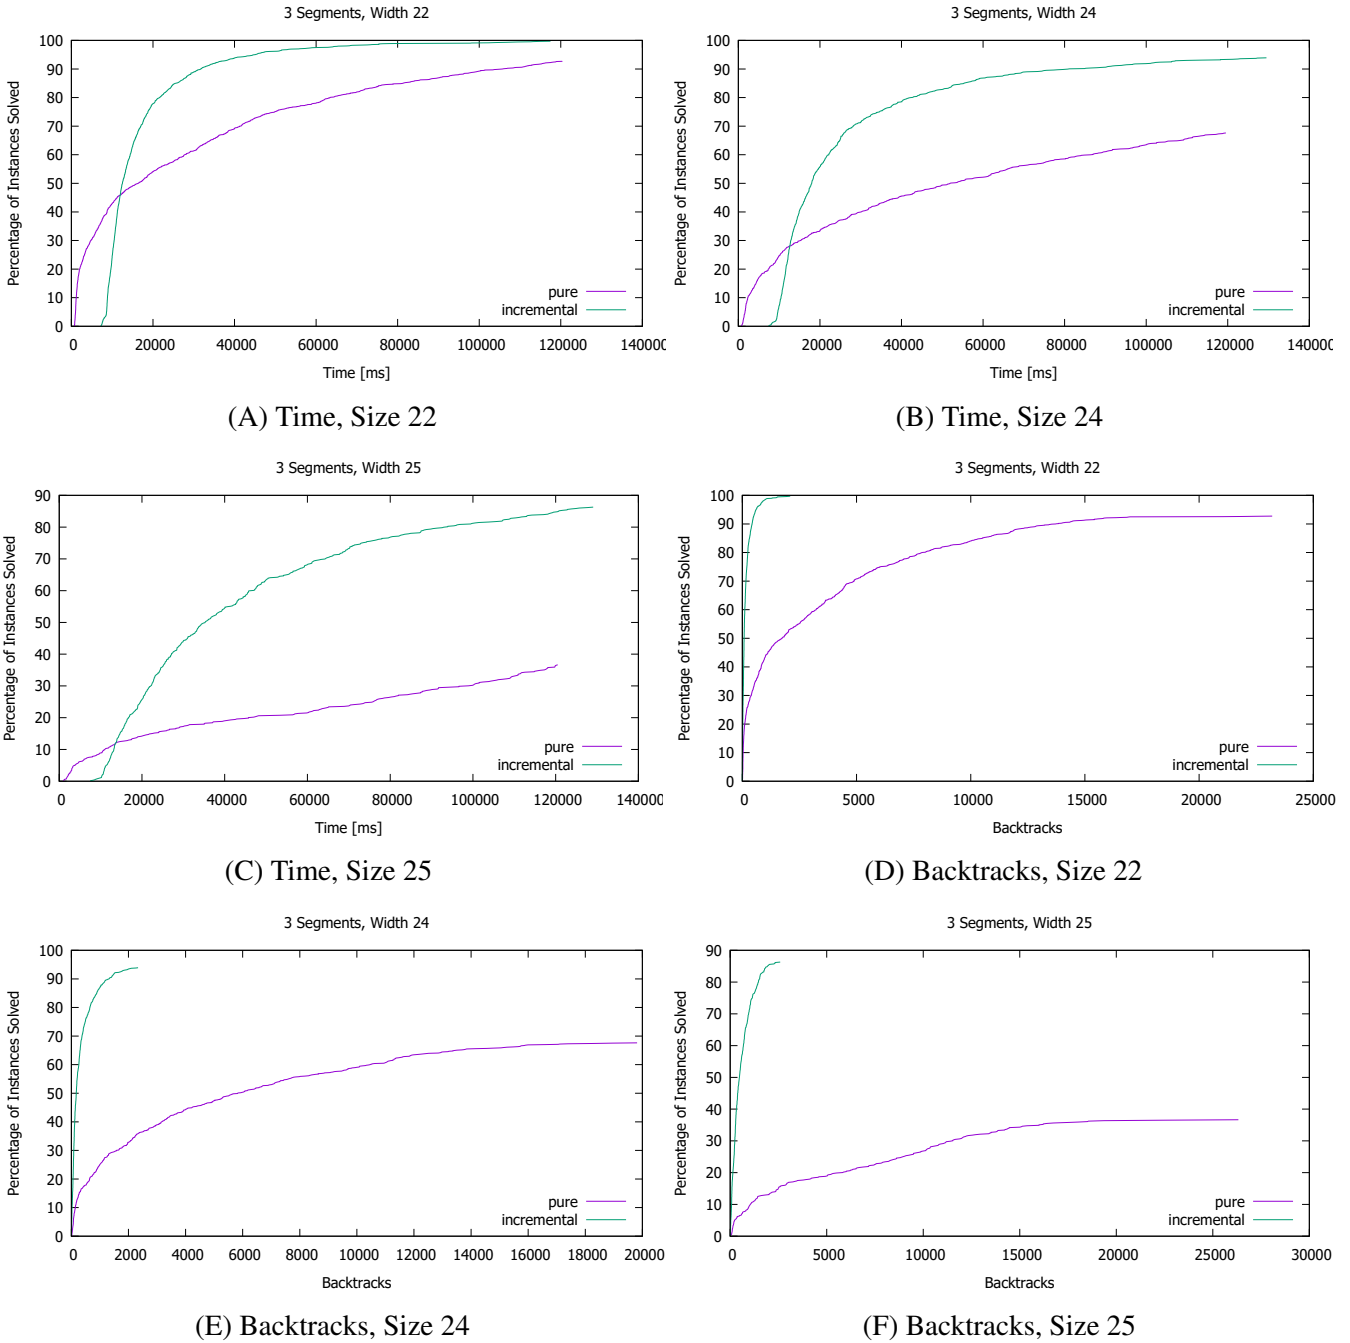 3 Segments, Width 22
Percentage of Instances Solved
100
90
80
70
60
50
40
30
20
10
0
pure
incremental
0 20000 40000 60000 80000 100000 120000 14000
Time [ms]
(A) Time, Size 22
3 Segments, Width 24
Percentage of Instances Solved
100
90
80
70
60
50
40
30
20
10
0
pure
incremental
0 20000 40000 60000 80000 100000 120000 14000
Time [ms]
(B) Time, Size 24
3 Segments, Width 25
Percentage of Instances Solved
90
80
70
60
50
40
30
20
10
0
pure
incremental
0 20000 40000 60000 80000 100000 120000 14000
Time [ms]
(C) Time, Size 25
3 Segments, Width 22
Percentage of Instances Solved
100
90
80
70
60
50
40
30
20
10
0
pure
incremental
0 5000 10000 15000 20000 25000
Backtracks
(D) Backtracks, Size 22
3 Segments, Width 24
Percentage of Instances Solved
100
90
80
70
60
50
40
30
20
10
0
pure
incremental
0 2000 4000 6000 8000 10000 12000 14000 16000 18000 20000
Backtracks
(E) Backtracks, Size 24
3 Segments, Width 25
Percentage of Instances Solved
90
80
70
60
50
40
30
20
10
0
pure
incremental
0 5000 10000 15000 20000 25000 30000
Backtracks
(F) Backtracks, Size 25